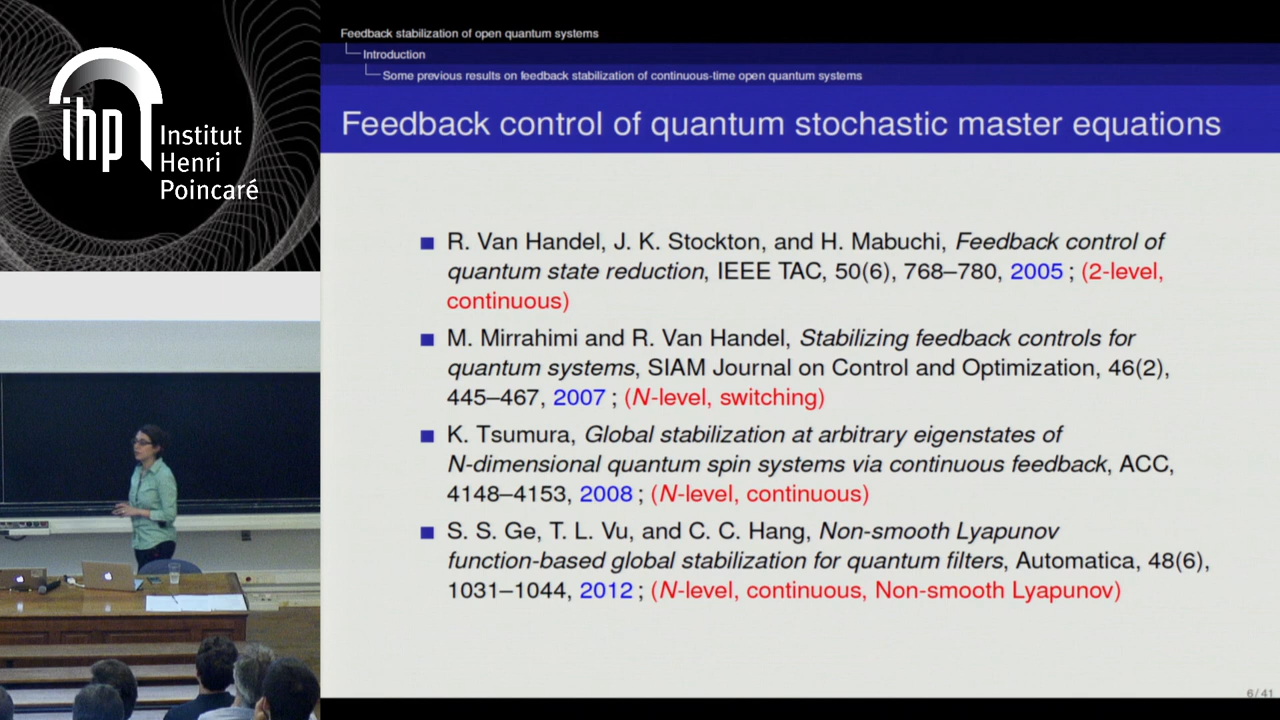 ihp
Institut
Henri
Poincaré
Feedback stabilization of open quantum systems
Introduction
Some previous results on feedback stabilization of continuous-time open quantum systems
Feedback control of quantum stochastic master equations
R. Van Handel, J. K. Stockton, and H. Mabuchi, Feedback control of
quantum state reduction, IEEE TAC, 50(6), 768–780, 2005 ; (2-level,
continuous)
M. Mirrahimi and R. Van Handel, Stabilizing feedback controls for
quantum systems, SIAM Journal on Control and Optimization, 46(2),
445–467, 2007 ; (N-level, switching)
K. Tsumura, Global stabilization at arbitrary eigenstates of
N-dimensional quantum spin systems via continuous feedback, ACC,
4148–4153, 2008 ; (N-level, continuous)
S. S. Ge, T. L. Vu, and C. C. Hang, Non-smooth Lyapunov
function-based global stabilization for quantum filters, Automatica, 48(6),
1031–1044, 2012 ; (N-level, continuous, Non-smooth Lyapunov)
6 / 41